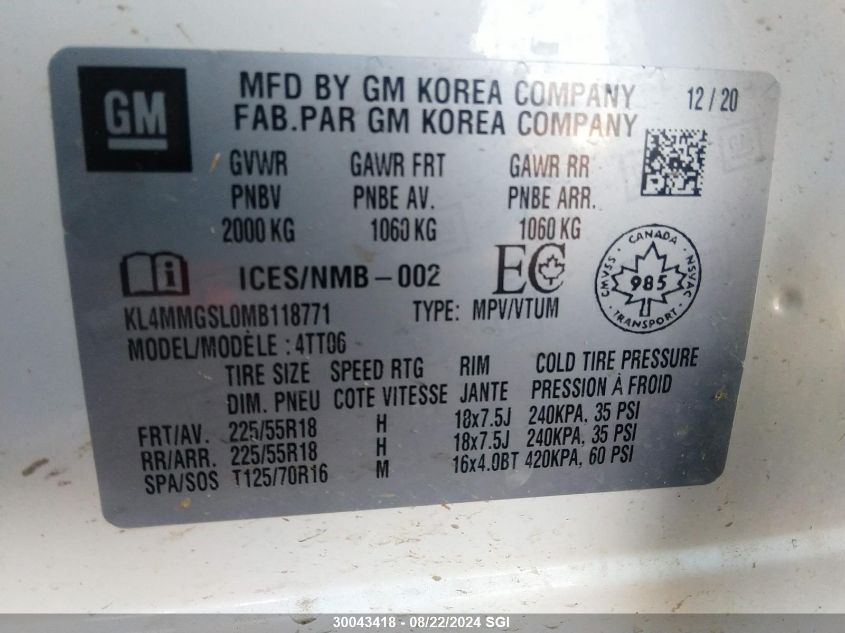 GM
MFD BY GM KOREA COMPANY 12/20
FAB.PAR GM KOREA COMPANY
GVWR GAWR FRT GAWR RR
PNBV PNBE AV. PNBE ARR.
2000 KG 1060 KG 1060 KG
i ICES/NMB-002 EC
CANADA
CMVSS 985 NSVAC
TRANSPORT
KL4MMGSL0MB118771 TYPE: MPV/VTUM
MODEL/MODÈLE : 4TT06
TIRE SIZE SPEED RTG RIM COLD TIRE PRESSURE
DIM. PNEU COTE VITESSE JANTE PRESSION À FROID
FRT/AV. 225/55R18 H 18x7.5J 240KPA, 35 PSI
RR/ARR. 225/55R18 H 18x7.5J 240KPA, 35 PSI
SPA/SOS T125/70R16 M 16x4.0BT 420KPA, 60 PSI
30043418 - 08/22/2024 SGI